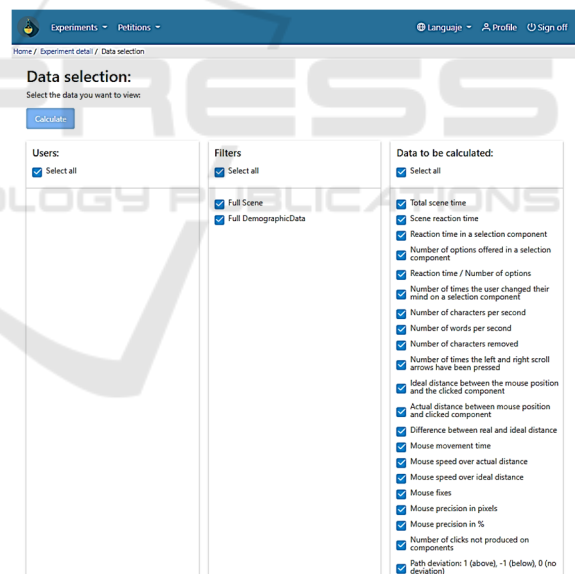 Experiments Petitions Languaje Profile Sign off
Home / Experiment detail / Data selection
Data selection:
Select the data you want to view:
Calculate
Users:
Select all
Filters
Select all
Full Scene
Full DemographicData
Data to be calculated:
Select all
Total scene time
Scene reaction time
Reaction time in a selection component
Number of options offered in a selection
component
Reaction time / Number of options
Number of times the user changed their
mind on a selection component
Number of characters per second
Number of words per second
Number of characters removed
Number of times the left and right scroll
arrows have been pressed
Ideal distance between the mouse position
and the clicked component
Actual distance between mouse position
and clicked component
Difference between real and ideal distance
Mouse movement time
Mouse speed over actual distance
Mouse speed over ideal distance
Mouse fixes
Mouse precision in pixels
Mouse precision in %
Number of clicks not produced on
components
Path deviation: 1 (above), -1 (below), 0 (no
deviation)
PRESS
OLOGY PUBLICATIONS